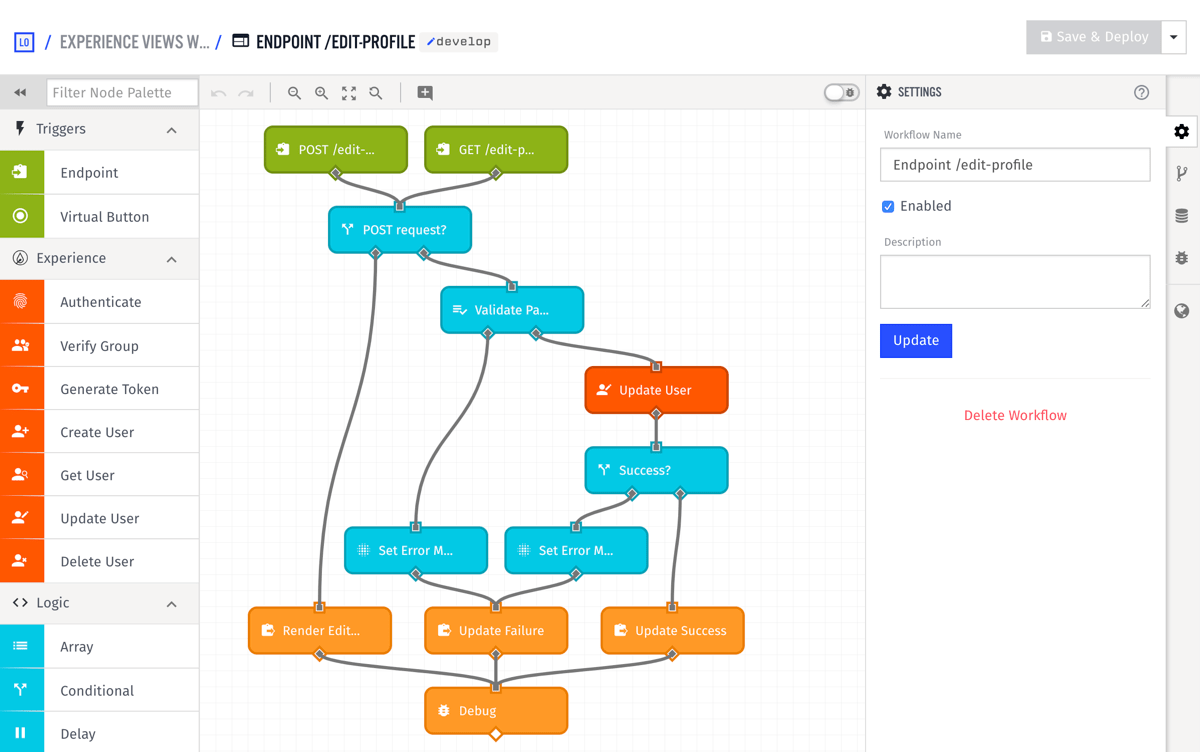 LO / EXPERIENCE VIEWS W... / ENDPOINT /EDIT-PROFILE /develop
Save & Deploy
Filter Node Palette
SETTINGS
Triggers
Endpoint
Virtual Button
Experience
Authenticate
Verify Group
Generate Token
Create User
Get User
Update User
Delete User
Logic
Array
Conditional
Delay
POST /edit-...
GET /edit-p...
POST request?
Validate Pa...
Update User
Success?
Set Error M...
Set Error M...
Render Edit...
Update Failure
Update Success
Debug
Workflow Name
Endpoint /edit-profile
Enabled
Description
Update
Delete Workflow